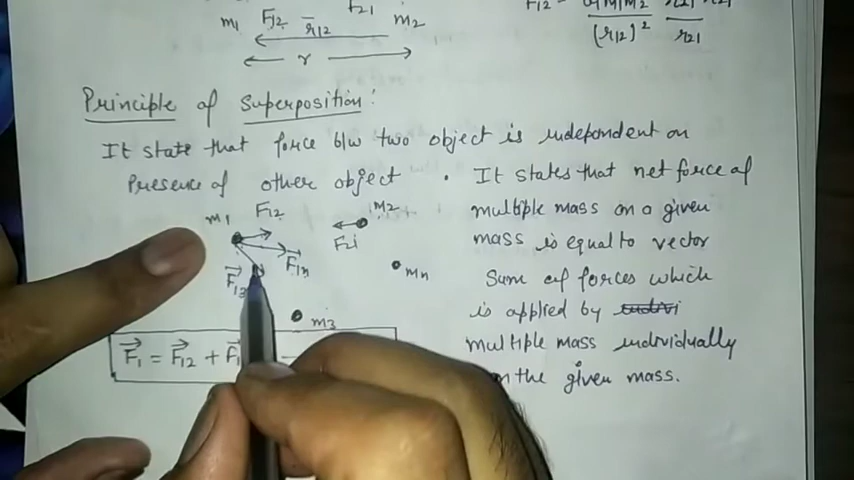 m1 F12 r12 F21 m2
r
(r12)² r21
Principle of Superposition:
It state that force b/w two object is independent on
Presence of other object . It states that net force of
multiple mass on a given
mass is equal to vector
Sum of forces which
is applied by
multiple mass individually
the given mass.
m1 F12 m2
F21
F1n
F13
mn
m3
F1 = F12 + F1